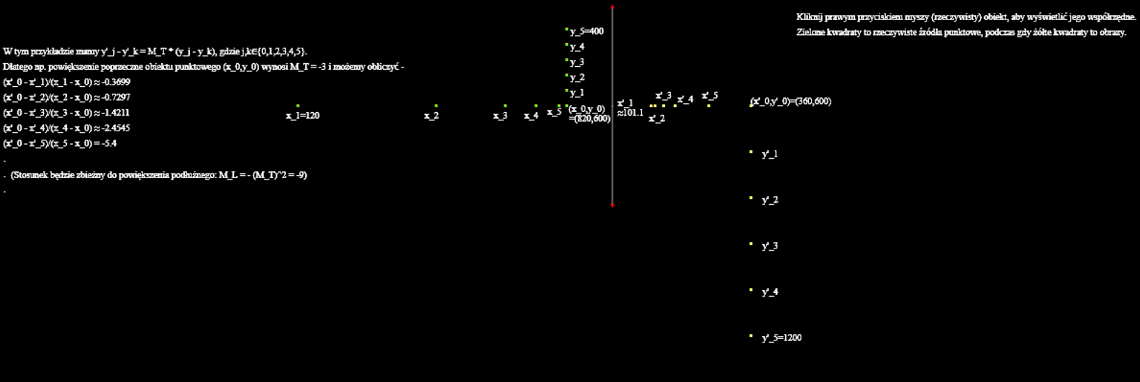 Kliknij prawym przyciskiem myszy (rzeczywisty) obiekt, aby wyświetlić jego współrzędne.
Zielone kwadraty to rzeczywiste źródła punktowe, podczas gdy żółte kwadraty to obrazy.
W tym przykładzie mamy y'_j - y'_k = M_T * (y_j - y_k), gdzie j,k∈{0,1,2,3,4,5}.
Dlatego np. powiększenie poprzeczne obiektu punktowego (x_0,y_0) wynosi M_T = -3 i możemy obliczyć -
(x'_0 - x'_1)/(x_1 - x_0) ≈ -0.3699
(x'_0 - x'_2)/(x_2 - x_0) ≈ -0.7297
(x'_0 - x'_3)/(x_3 - x_0) ≈ -1.4211
(x'_0 - x'_4)/(x_4 - x_0) ≈ -2.4545
(x'_0 - x'_5)/(x_5 - x_0) = -5.4
.
. (Stosunek będzie zbieżny do powiększenia podłużnego: M_L = - (M_T)^2 = -9)
.
y_5=400
y_4
y_3
y_2
y_1
(x_0,y_0)
=(820,600)
x_1=120
x_2
x_3
x_4
x_5
x'_1
≈101.1
x'_2
x'_3
x'_4
x'_5
(x'_0,y'_0)=(360,600)
y'_1
y'_2
y'_3
y'_4
y'_5=1200